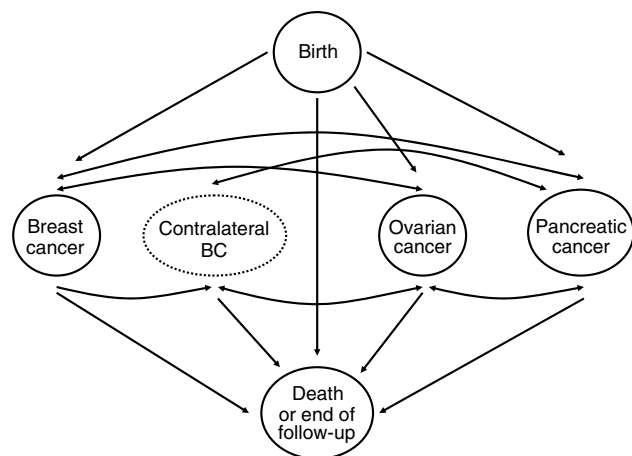 Birth
Breast
cancer
Contralateral
BC
Ovarian
cancer
Pancreatic
cancer
Death
or end of
follow-up